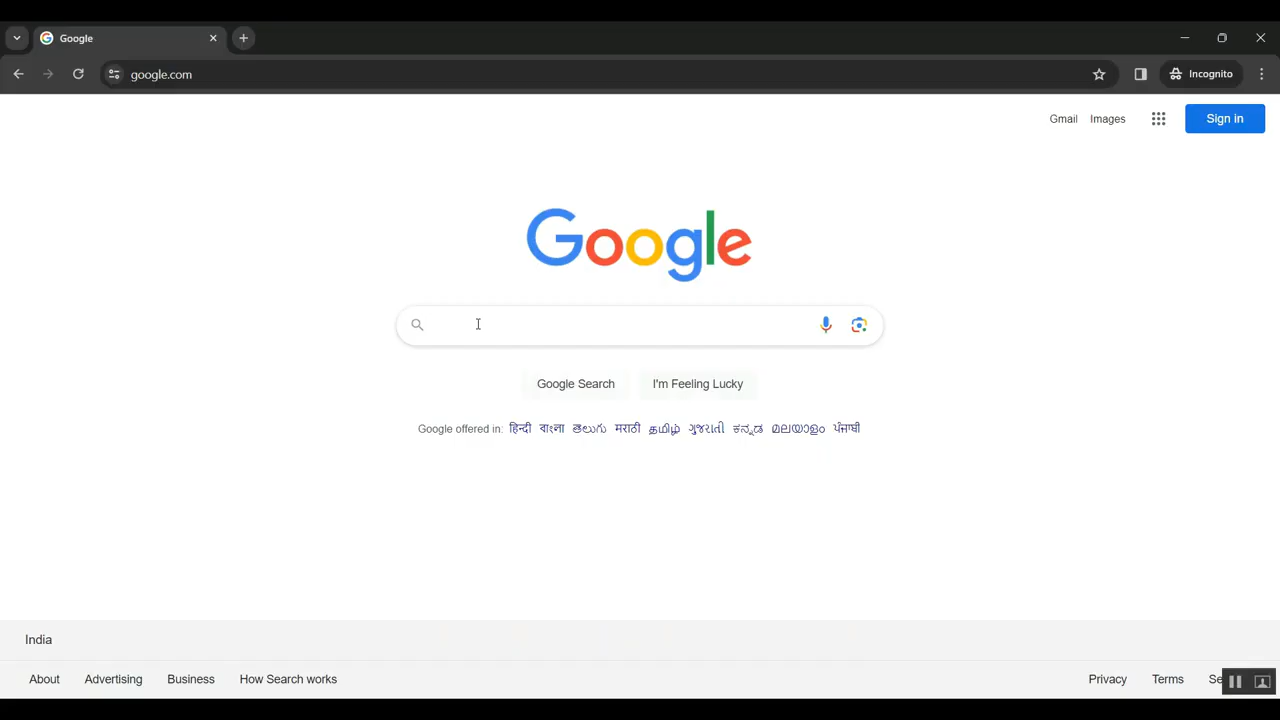 Google
google.com
Incognito
Gmail Images Sign in
Google
Google Search I'm Feeling Lucky
Google offered in: हिन्दी বাংলা తెలుగు मराठी தமிழ் ગુજરાતી ಕನ್ನಡ മലയാളം ਪੰਜਾਬੀ
India
About Advertising Business How Search works Privacy Terms